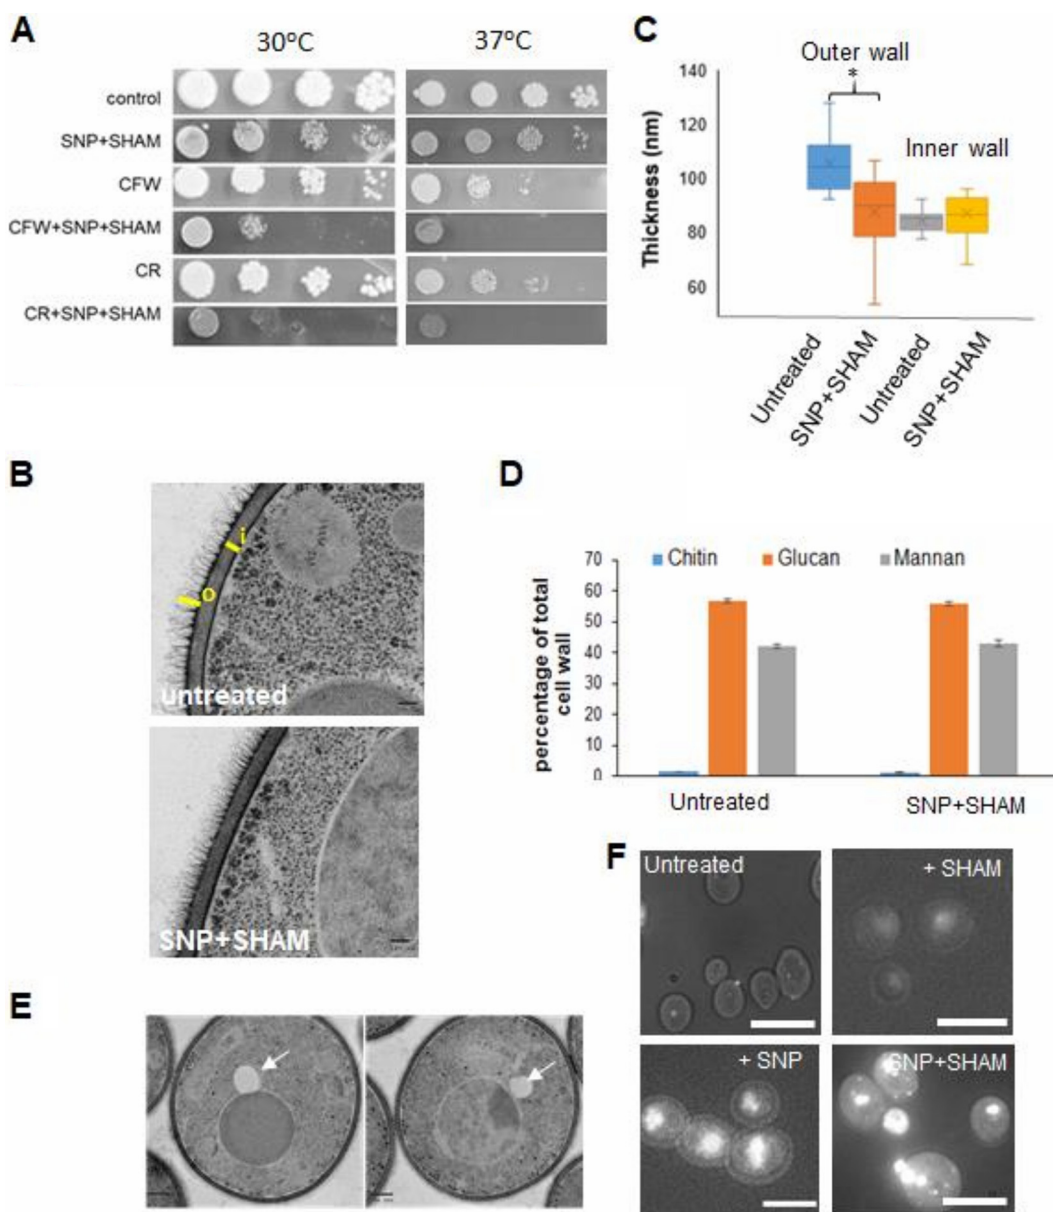 A
30°C
37°C
control
SNP+SHAM
CFW
CFW+SNP+SHAM
CR
CR+SNP+SHAM
C
Outer wall
*
Inner wall
Thickness (nm)
140
120
100
80
60
Untreated
SNP+SHAM
Untreated
SNP+SHAM
B
i
o
untreated
SNP+SHAM
D
percentage of total
cell wall
70
60
50
40
30
20
10
0
Chitin
Glucan
Mannan
Untreated
SNP+SHAM
E
F
Untreated
+ SHAM
+ SNP
SNP+SHAM